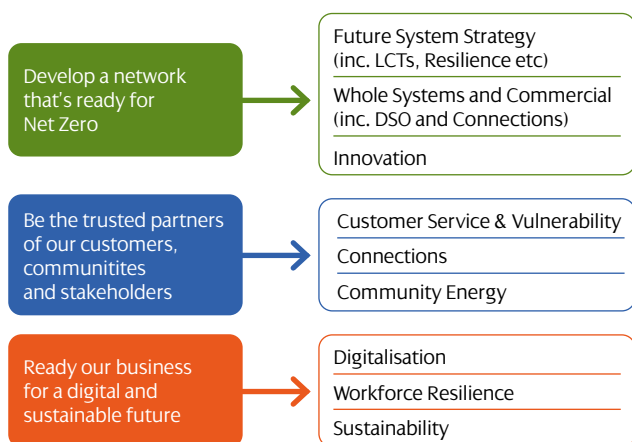 Develop a network
that's ready for
Net Zero
Future System Strategy
(inc. LCTs, Resilience etc)
Whole Systems and Commercial
(inc. DSO and Connections)
Innovation
Be the trusted partners
of our customers,
communitites
and stakeholders
Customer Service & Vulnerability
Connections
Community Energy
Ready our business
for a digital and
sustainable future
Digitalisation
Workforce Resilience
Sustainability